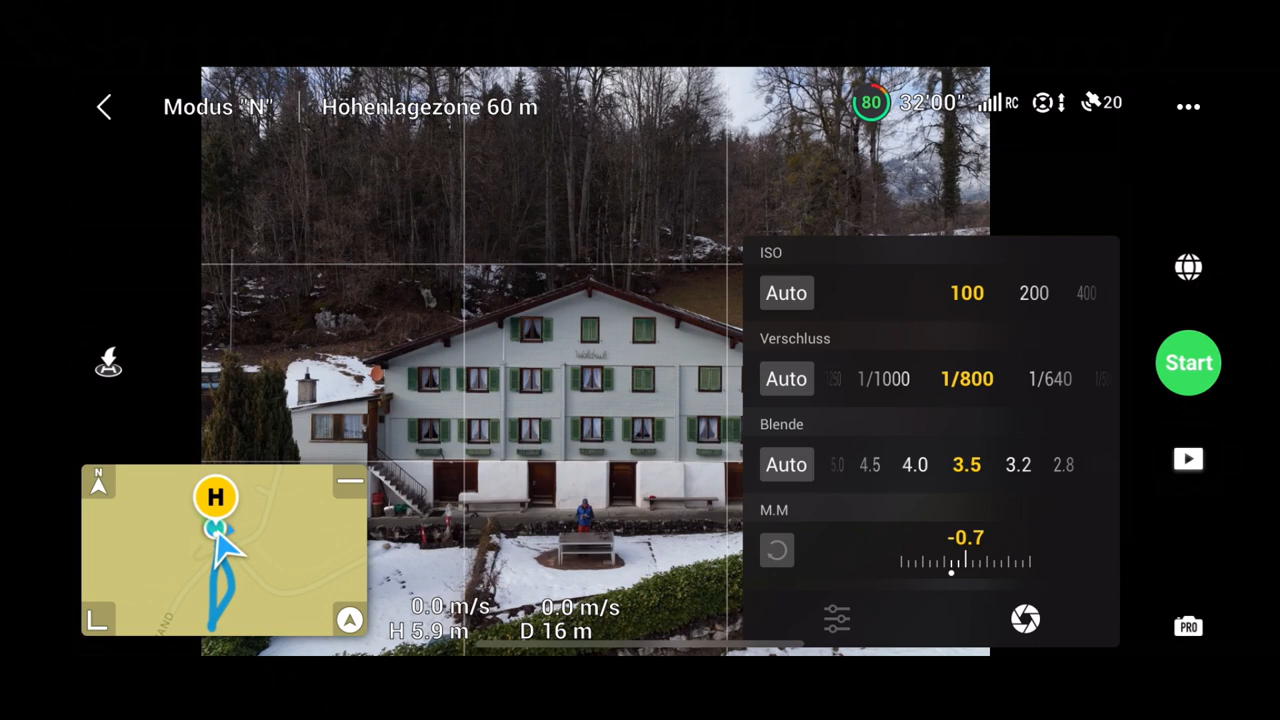 Modus "N" Höhenlagezone 60 m 80 32'00" RC 20
ISO
Auto 100 200 400
Verschluss
Auto 1/1000 1/800 1/640
Blende
Auto 5.0 4.5 4.0 3.5 3.2 2.8
M.M
-0.7
Start
PRO
N
H
0.0 m/s 0.0 m/s
H 5.9 m D 16 m